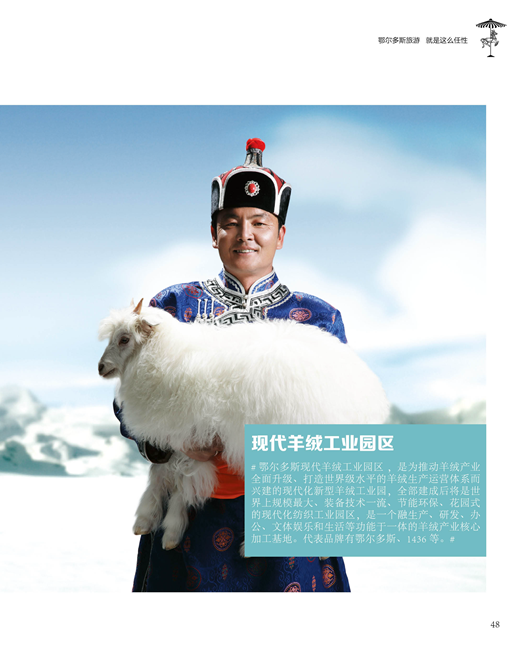 鄂尔多斯旅游 就是这么任性
现代羊绒工业园区
# 鄂尔多斯现代羊绒工业园区，是为推动羊绒产业
全面升级、打造世界级水平的羊绒生产运营体系而
兴建的现代化新型羊绒工业园，全部建成后将是世
界上规模最大、装备技术一流、节能环保、花园式
的现代化纺织工业园区，是一个融生产、研发、办
公、文体娱乐和生活等功能于一体的羊绒产业核心
加工基地。代表品牌有鄂尔多斯、1436 等。#
48